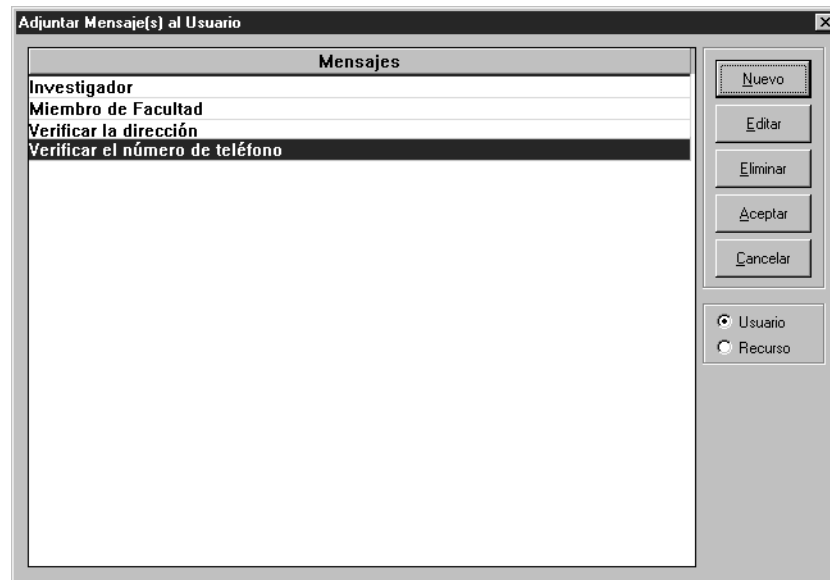 Adjuntar Mensaje(s) al Usuario
Mensajes
Investigador
Miembro de Facultad
Verificar la dirección
Verificar el número de teléfono
Nuevo
Editar
Eliminar
Aceptar
Cancelar
Usuario
Recurso